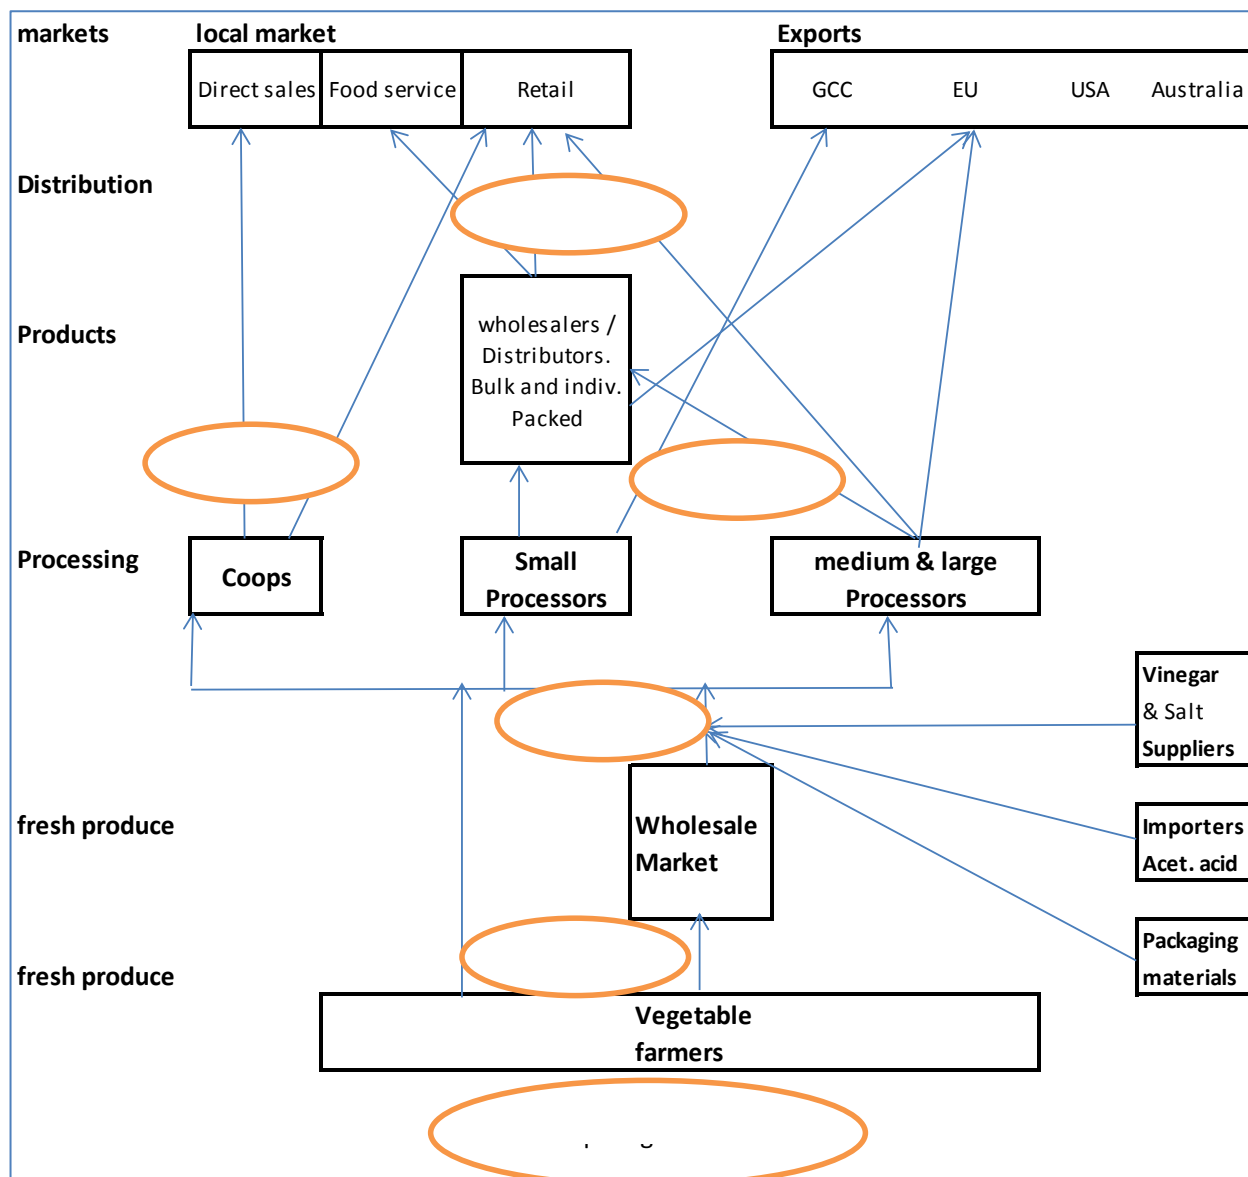 markets
local market
Exports
Direct sales
Food service
Retail
GCC
EU
USA
Australia
Distribution
Products
wholesalers /
Distributors.
Bulk and indiv.
Packed
Processing
Coops
Small
Processors
medium & large
Processors
Vinegar
& Salt
Suppliers
fresh produce
Wholesale
Market
Importers
Acet. acid
fresh produce
Packaging
materials
Vegetable
farmers